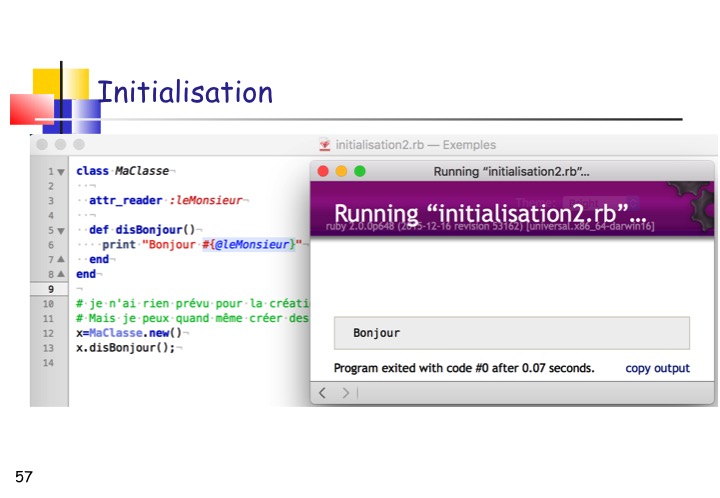 Initialisation
initialisation2.rb — Exemples
1 class MaClasse
2
3 attr_reader :leMonsieur
4
5 def disBonjour()
6 print "Bonjour #{@leMonsieur}"
7 end
8 end
9
10 # je n'ai rien prévu pour la créati
11 # Mais je peux quand même créer des
12 x=MaClasse.new()
13 x.disBonjour();
14
Running “initialisation2.rb”…
Theme:
Running “initialisation2.rb”…
ruby 2.0.0p648 (2015-12-16 revision 53162) [universal.x86_64-darwin16]
Bonjour
Program exited with code #0 after 0.07 seconds. copy output
57